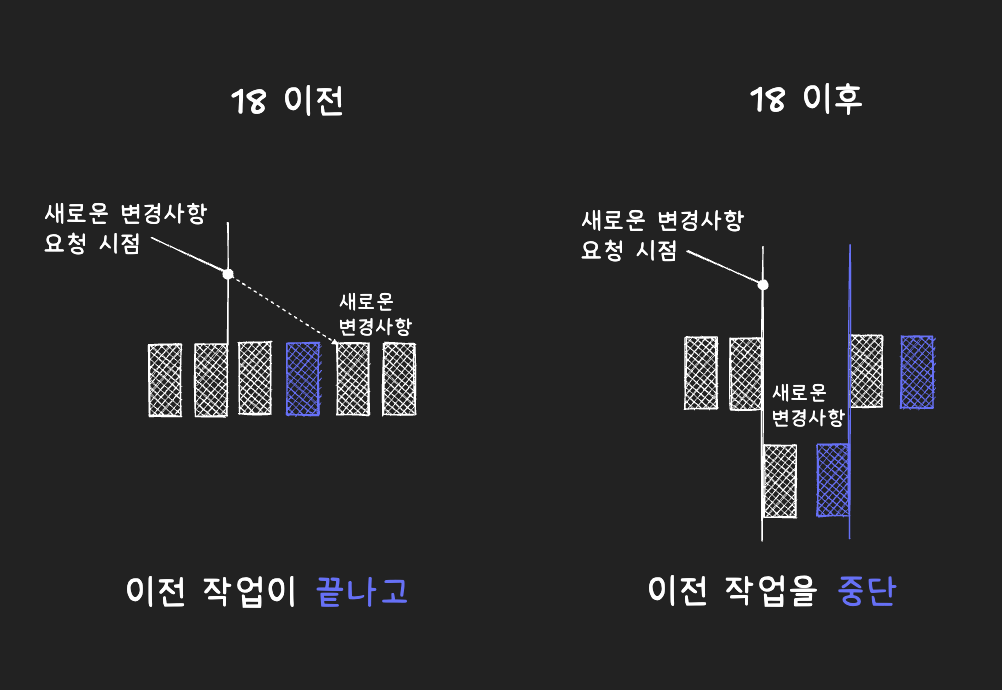 18 이전
새로운 변경사항
요청 시점
새로운
변경사항
이전 작업이 끝나고
18 이후
새로운 변경사항
요청 시점
새로운
변경사항
이전 작업을 중단